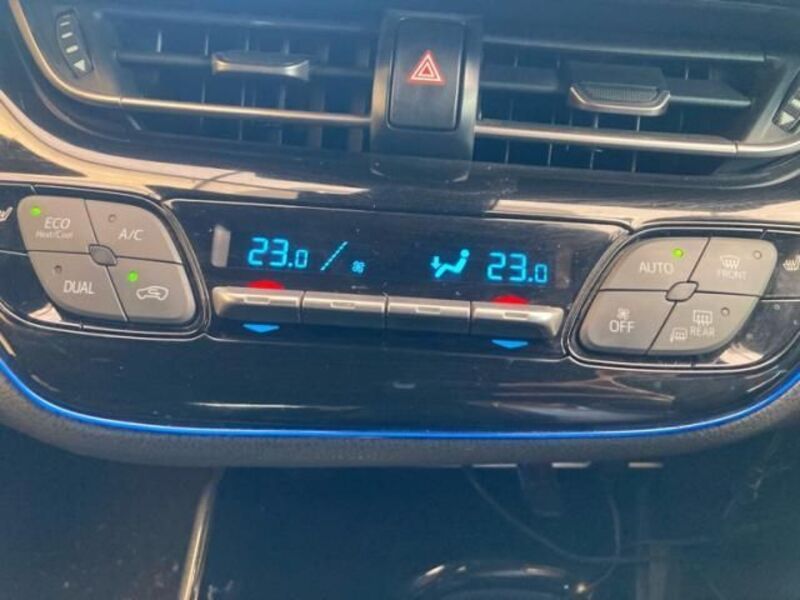 ECO
Heat/Cool
A/C
DUAL
23.0
23.0
AUTO
FRONT
OFF
REAR